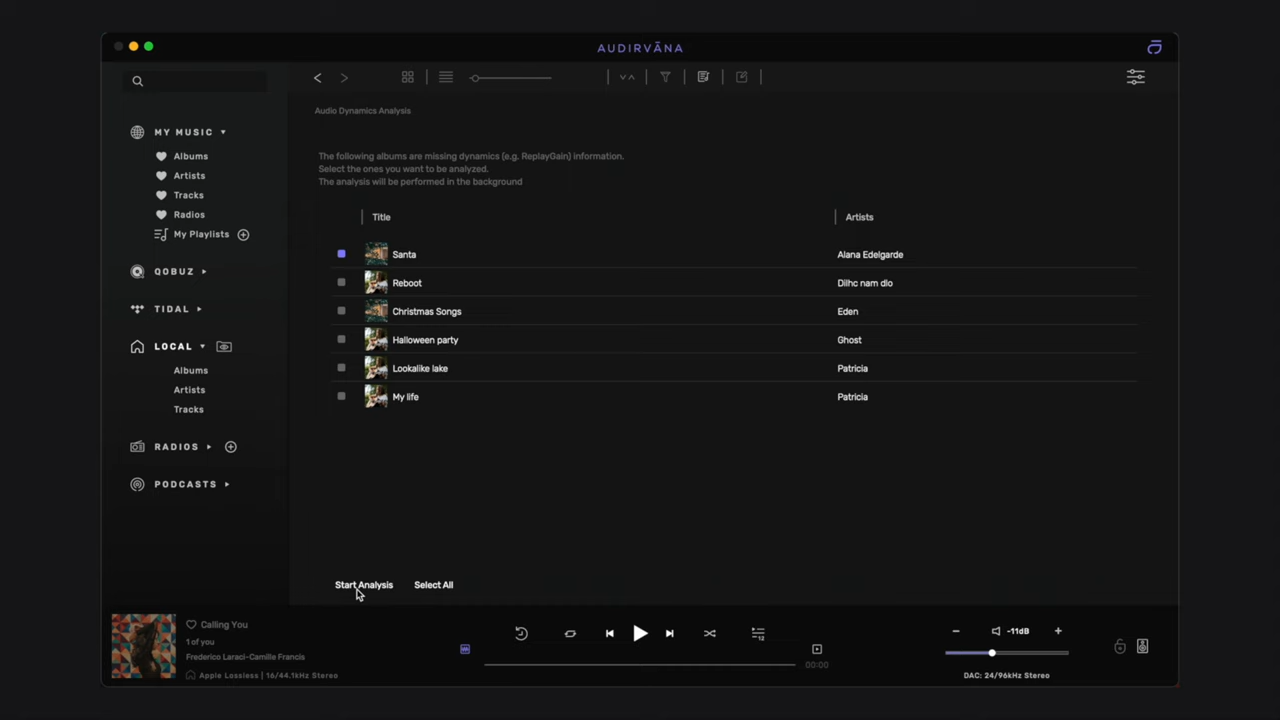 AUDIRVĀNA
Audio Dynamics Analysis
MY MUSIC
Albums
Artists
Tracks
Radios
My Playlists
QOBUZ
TIDAL
LOCAL
Albums
Artists
Tracks
RADIOS
PODCASTS
The following albums are missing dynamics (e.g. ReplayGain) information.
Select the ones you want to be analyzed.
The analysis will be performed in the background
Title Artists
Santa Alana Edelgarde
Reboot Dilhc nam dio
Christmas Songs Eden
Halloween party Ghost
Lookalike lake Patricia
My life Patricia
Start Analysis Select All
Calling You
1 of you
Frederico Laraci-Camille Francis
Apple Lossless | 16/44.1kHz Stereo
12
00:00
-11dB
DAC: 24/96kHz Stereo